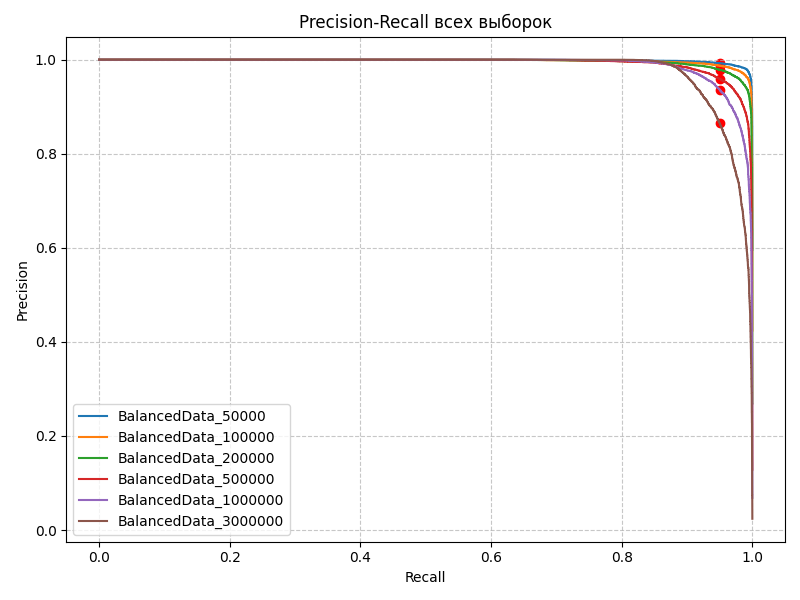 Precision-Recall всех выборок
Precision
1.0
0.8
0.6
0.4
0.2
0.0
BalancedData_50000
BalancedData_100000
BalancedData_200000
BalancedData_500000
BalancedData_1000000
BalancedData_3000000
0.0 0.2 0.4 0.6 0.8 1.0
Recall